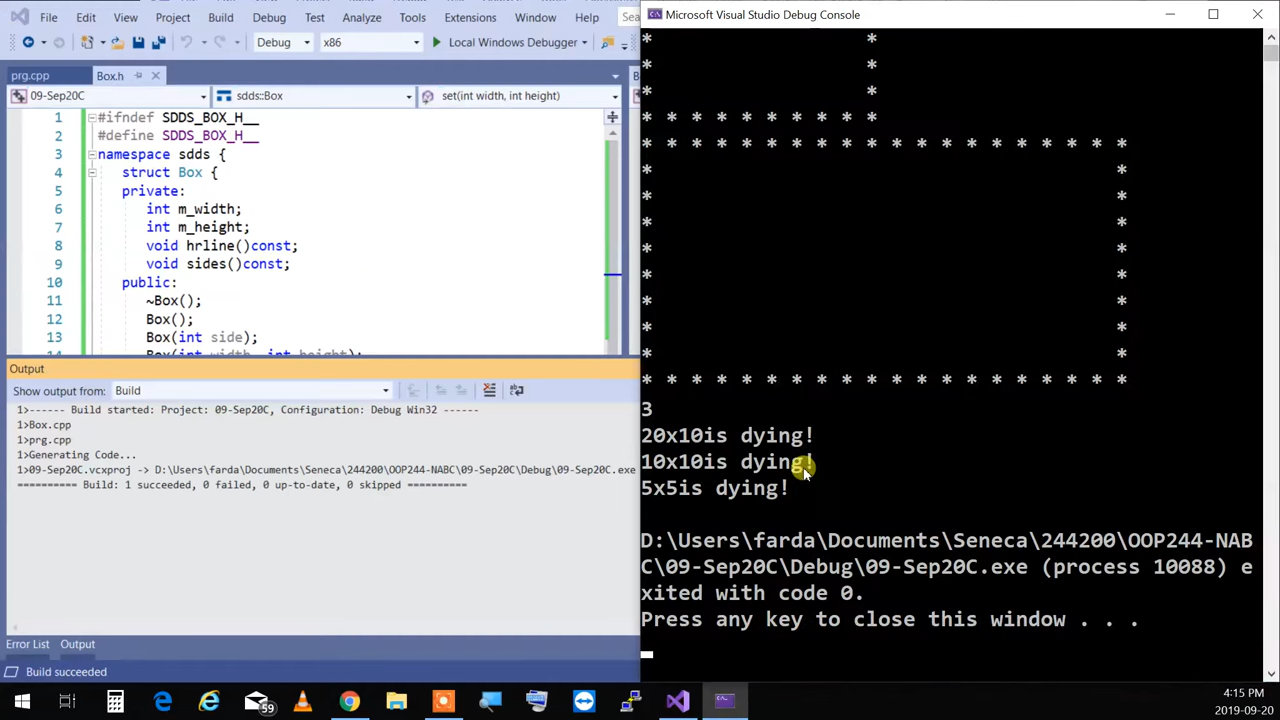 File Edit View Project Build Debug Test Analyze Tools Extensions Window Help Sea
Debug x86 Local Windows Debugger
prg.cpp Box.h
09-Sep20C sdds::Box set(int width, int height)
1 #ifndef SDDS_BOX_H__
2 #define SDDS_BOX_H__
3 namespace sdds {
4 struct Box {
5 private:
6 int m_width;
7 int m_height;
8 void hrline()const;
9 void sides()const;
10 public:
11 ~Box();
12 Box();
13 Box(int side);
14 Box(int width, int height);
Output
Show output from: Build
1>------ Build started: Project: 09-Sep20C, Configuration: Debug Win32 ------
1>Box.cpp
1>prg.cpp
1>Generating Code...
1>09-Sep20C.vcxproj -> D:\Users\farda\Documents\Seneca\244200\OOP244-NABC\09-Sep20C\Debug\09-Sep20C.exe
========== Build: 1 succeeded, 0 failed, 0 up-to-date, 0 skipped ==========
Error List Output
Build succeeded
Microsoft Visual Studio Debug Console
* *
* *
* *
* * * * * * * * * *
* * * * * * * * * * * * * * * * * * * *
* *
* *
* *
* *
* *
* *
* *
* *
* * * * * * * * * * * * * * * * * * * *
3
20x10is dying!
10x10is dying!
5x5is dying!
D:\Users\farda\Documents\Seneca\244200\OOP244-NAB
C\09-Sep20C\Debug\09-Sep20C.exe (process 10088) e
xited with code 0.
Press any key to close this window . . .
59
4:15 PM
2019-09-20